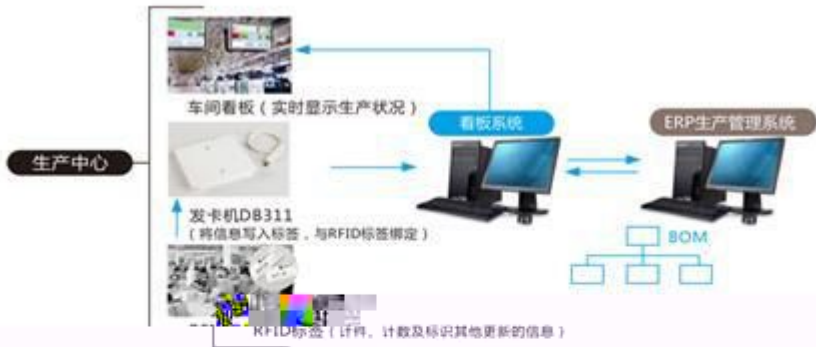 车间看板（实时显示生产状况）
看板系统
ERP生产管理系统
生产中心
发卡机DB311
（将信息写入标签，与RFID标签绑定）
BOM
RFID标签（计件、计数及标识其他更新的信息）